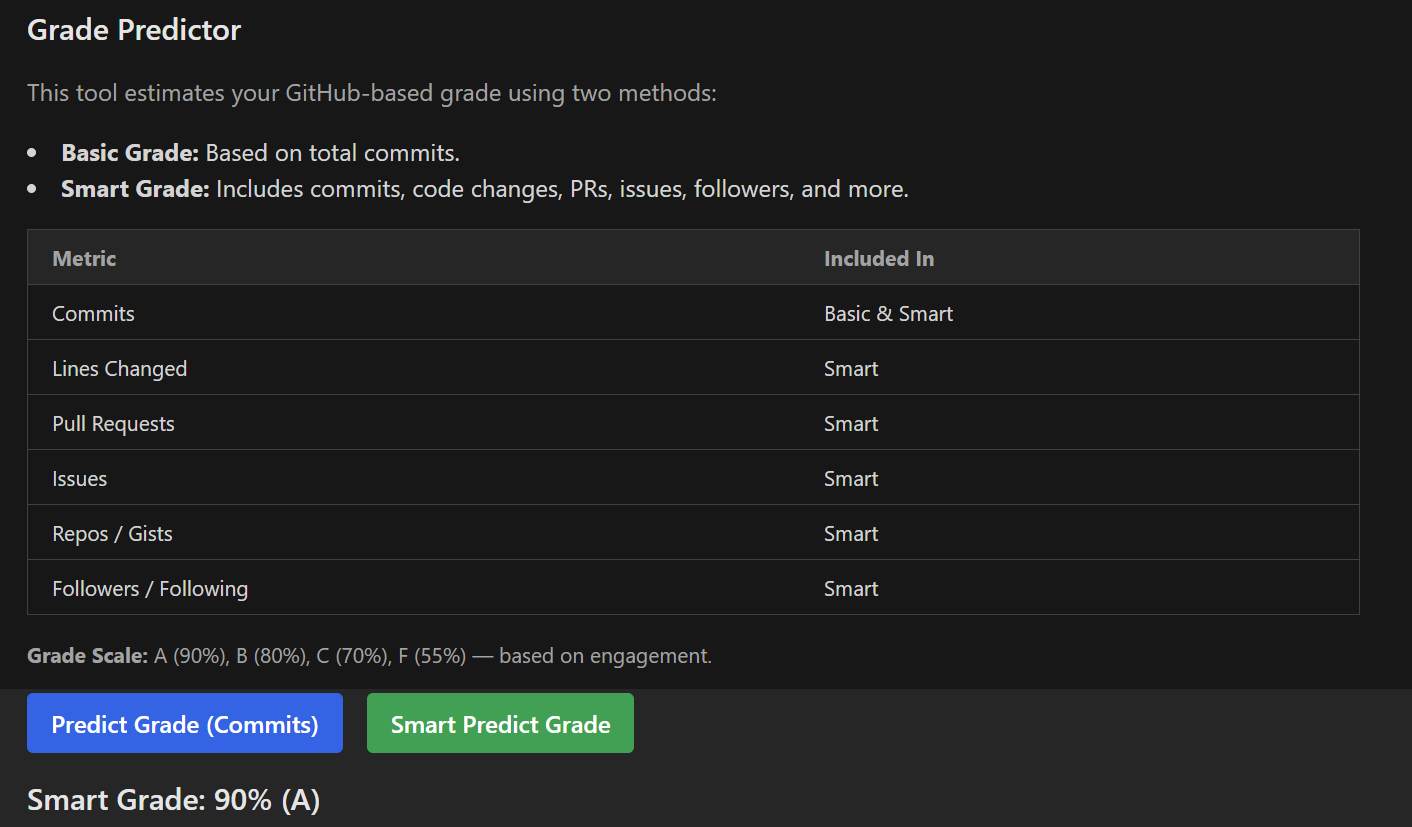 Grade Predictor
This tool estimates your GitHub-based grade using two methods:
• Basic Grade: Based on total commits.
• Smart Grade: Includes commits, code changes, PRs, issues, followers, and more.
Metric Included In
Commits Basic & Smart
Lines Changed Smart
Pull Requests Smart
Issues Smart
Repos / Gists Smart
Followers / Following Smart
Grade Scale: A (90%), B (80%), C (70%), F (55%) — based on engagement.
Predict Grade (Commits) Smart Predict Grade
Smart Grade: 90% (A)